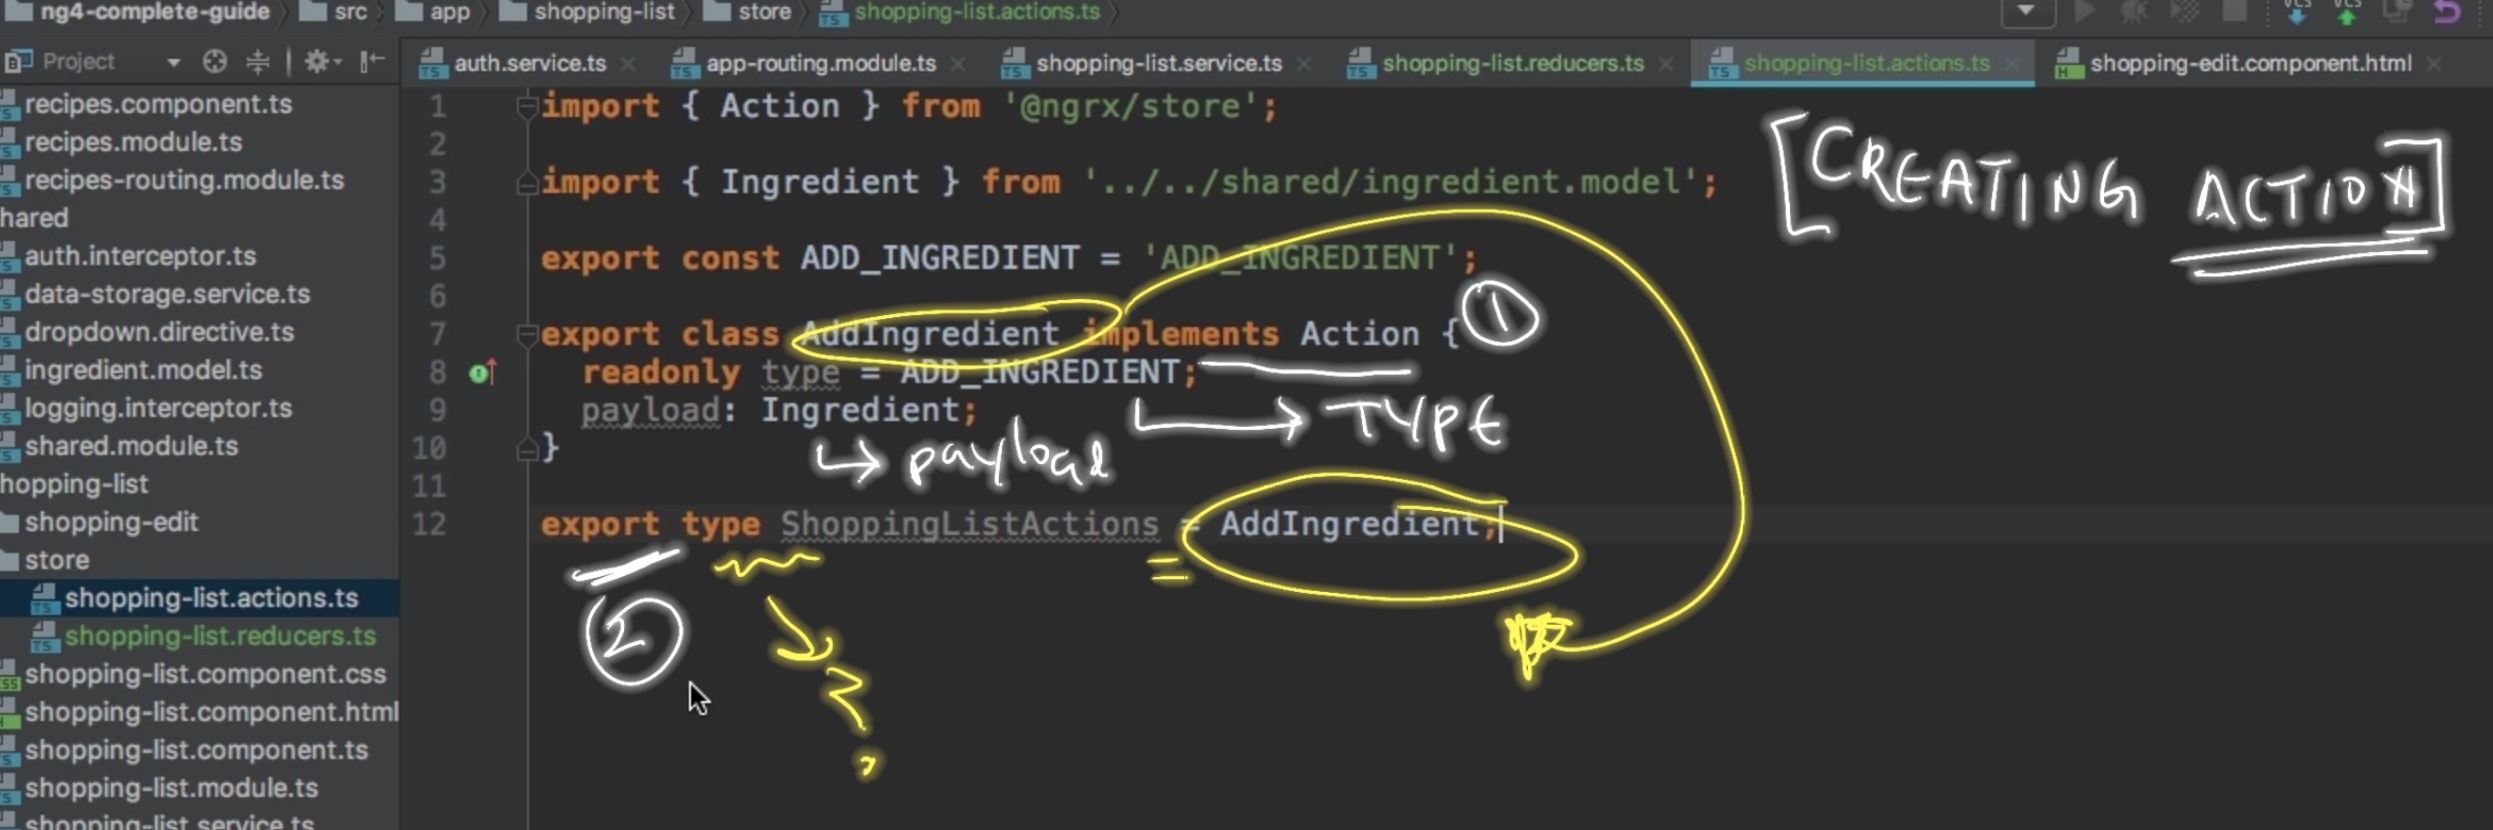 ng4-complete-guide src app shopping-list store shopping-list.actions.ts
VCS VCS
Project
auth.service.ts app-routing.module.ts shopping-list.service.ts shopping-list.reducers.ts shopping-list.actions.ts shopping-edit.component.html
recipes.component.ts
recipes.module.ts
recipes-routing.module.ts
hared
auth.interceptor.ts
data-storage.service.ts
dropdown.directive.ts
ingredient.model.ts
logging.interceptor.ts
shared.module.ts
hopping-list
shopping-edit
store
shopping-list.actions.ts
shopping-list.reducers.ts
shopping-list.component.css
shopping-list.component.html
shopping-list.component.ts
shopping-list.module.ts
shopping-list.service.ts
1 import { Action } from '@ngrx/store';
2
3 import { Ingredient } from '../../shared/ingredient.model';
4
5 export const ADD_INGREDIENT = 'ADD_INGREDIENT';
6
7 export class AddIngredient implements Action {
8 readonly type = ADD_INGREDIENT;
9 payload: Ingredient;
10 }
11
12 export type ShoppingListActions = AddIngredient;
[CREATING ACTION]
1
TYPE
payload
=
2